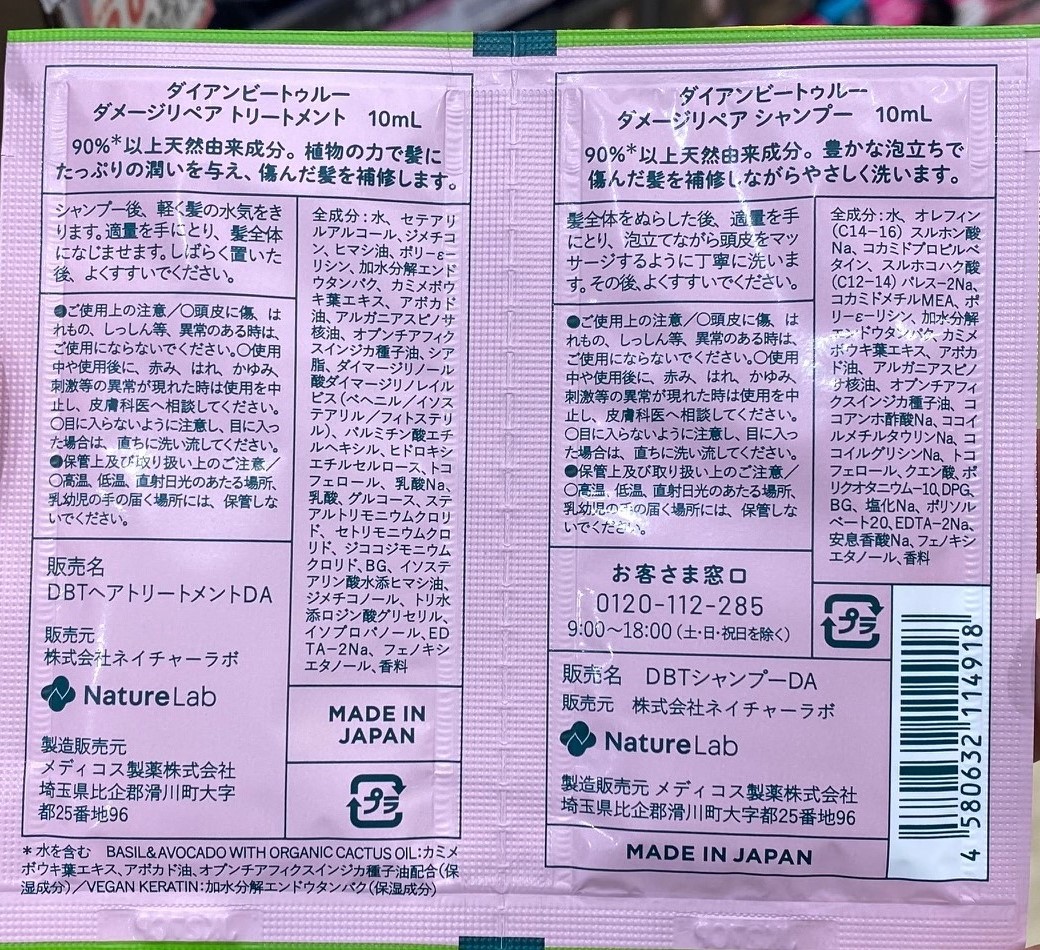 ダイアンビートゥルー
ダメージリペア トリートメント 10mL
90%*以上天然由来成分。植物の力で髪に
たっぷりの潤いを与え、傷んだ髪を補修します。
シャンプー後、軽く髪の水気をき
ります。適量を手にとり、髪全体
になじませます。しばらく置いた
後、よくすすいでください。
●ご使用上の注意/○頭皮に傷、は
れもの、しっしん等、異常のある時は、
ご使用にならないでください。○使用
中や使用後に、赤み、はれ、かゆみ、
刺激等の異常が現れた時は使用を中
止し、皮膚科医へ相談してください。
○目に入らないように注意し、目に入っ
た場合は、直ちに洗い流してください。
●保管上及び取り扱い上のご注意/
○高温、低温、直射日光のあたる場所、
乳幼児の手の届く場所には、保管しな
いでください。
販売名
DBTヘアトリートメントDA
販売元
株式会社ネイチャーラボ
NatureLab
製造販売元
メディコス製薬株式会社
埼玉県比企郡滑川町大字
都25番地96
全成分:水、セテアリ
ルアルコール、ジメチコ
ン、ヒマシ油、ポリ-ε-
リシン、加水分解エンド
ウタンパク、カミメボウ
キ葉エキス、アボカド
油、アルガニアスピノサ
核油、オプンチアフィク
スインジカ種子油、シア
脂、ダイマージリノール
酸ダイマージリノレイル
ビス(ベヘニル/イソス
テアリル/フィトステリ
ル)、パルミチン酸エチ
ルヘキシル、ヒドロキシ
エチルセルロース、トコ
フェロール、乳酸Na、
乳酸、グルコース、ステ
アルトリモニウムクロリ
ド、セトリモニウムクロ
リド、ジココジモニウム
クロリド、BG、イソステ
アリン酸水添ヒマシ油、
ジメチコノール、トリ水
添ロジン酸グリセリル、
イソプロパノール、ED
TA-2Na、フェノキシ
エタノール、香料
MADE IN
JAPAN
プラ
*水を含む BASIL&AVOCADO WITH ORGANIC CACTUS OIL:カミメ
ボウキ葉エキス、アボカド油、オプンチアフィクスインジカ種子油配合(保
湿成分)/VEGAN KERATIN:加水分解エンドウタンパク(保湿成分)
ダイアンビートゥルー
ダメージリペア シャンプー 10mL
90%*以上天然由来成分。豊かな泡立ちで
傷んだ髪を補修しながらやさしく洗います。
髪全体をぬらした後、適量を手
にとり、泡立てながら頭皮をマッ
サージするように丁寧に洗いま
す。その後、よくすすいでください。
●ご使用上の注意/○頭皮に傷、は
れもの、しっしん等、異常のある時は、
ご使用にならないでください。○使用
中や使用後に、赤み、はれ、かゆみ、
刺激等の異常が現れた時は使用を中
止し、皮膚科医へ相談してください。
○目に入らないように注意し、目に入っ
た場合は、直ちに洗い流してください。
●保管上及び取り扱い上のご注意/
○高温、低温、直射日光のあたる場所、
乳幼児の手の届く場所には、保管しな
いでください。
全成分:水、オレフィン
(C14-16)スルホン酸
Na、コカミドプロピルベ
タイン、スルホコハク酸
(C12-14)パレス-2Na、
コカミドメチルMEA、ポ
リ-ε-リシン、加水分解
エンドウタンパク、カミメ
ボウキ葉エキス、アボカ
ド油、アルガニアスピノ
サ核油、オプンチアフィ
クスインジカ種子油、コ
コアンホ酢酸Na、ココイ
ルメチルタウリンNa、コ
コイルグリシンNa、トコ
フェロール、クエン酸、ポ
リクオタニウム-10、DPG、
BG、塩化Na、ポリソル
ベート20、EDTA-2Na、
安息香酸Na、フェノキシ
エタノール、香料
お客さま窓口
0120-112-285
9:00~18:00(土・日・祝日を除く)
プラ
販売名 DBTシャンプーDA
販売元 株式会社ネイチャーラボ
NatureLab
製造販売元 メディコス製薬株式会社
埼玉県比企郡滑川町大字都25番地96
MADE IN JAPAN
4 580632 114918